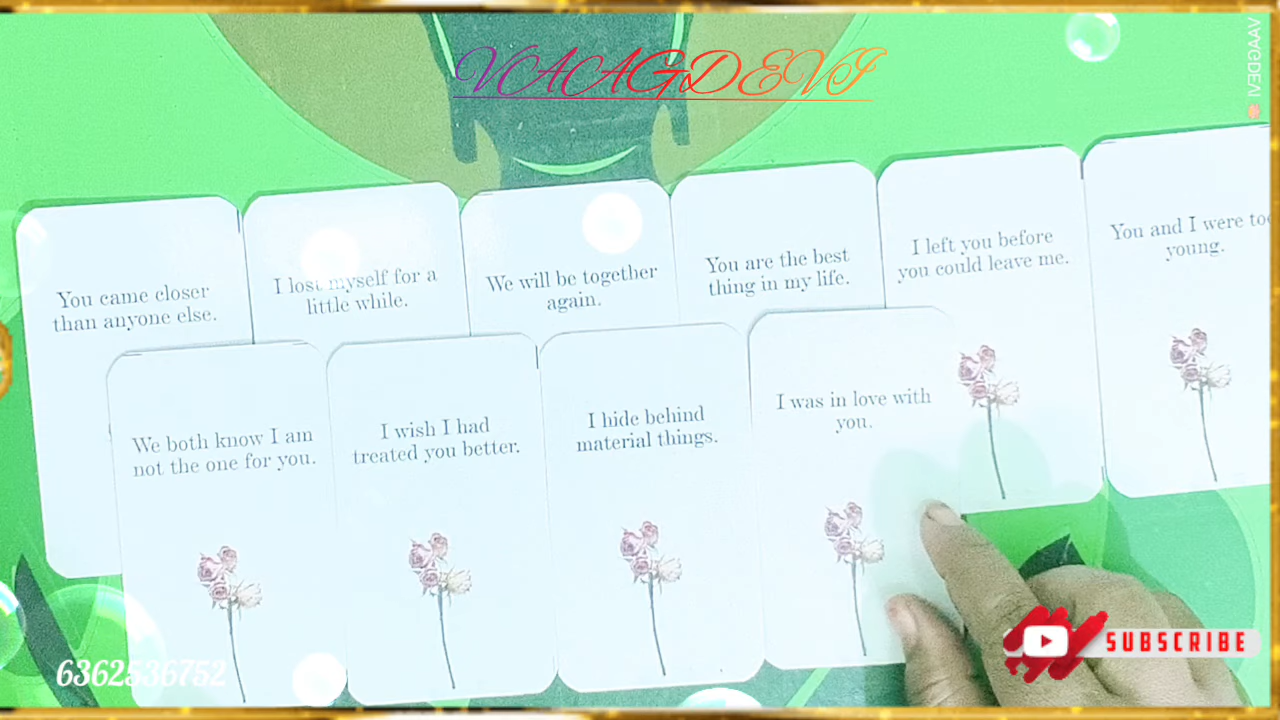 VAAGDEVI
VAAAGDEVI
You came closer
than anyone else.
I lost myself for a
little while.
We will be together
again.
You are the best
thing in my life.
I left you before
you could leave me.
You and I were too
young.
We both know I am
not the one for you.
I wish I had
treated you better.
I hide behind
material things.
I was in love with
you.
6362536752
SUBSCRIBE